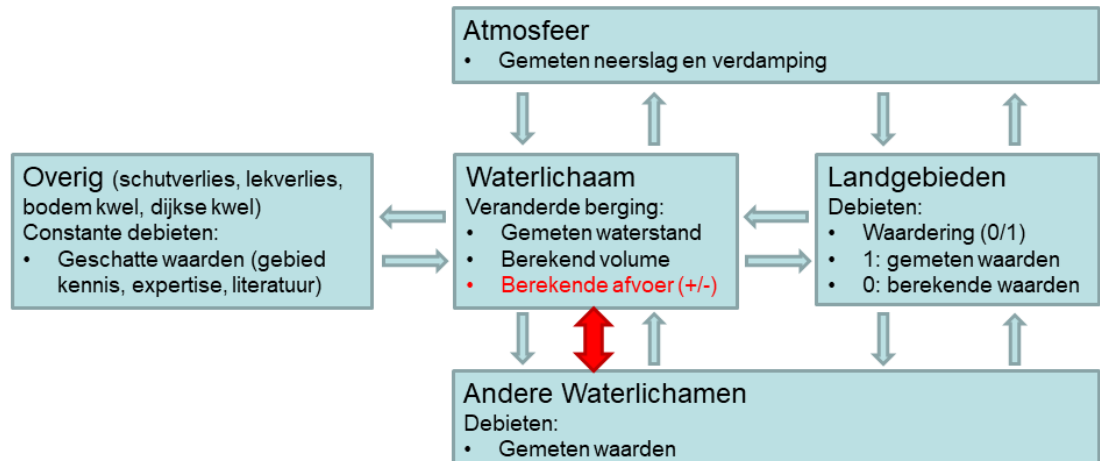 Atmosfeer
• Gemeten neerslag en verdamping
Overig (schutverlies, lekverlies,
bodem kwel, dijkse kwel)
Constante debieten:
• Geschatte waarden (gebied
kennis, expertise, literatuur)
Waterlichaam
Veranderde berging:
• Gemeten waterstand
• Berekend volume
• Berekende afvoer (+/-)
Landgebieden
Debieten:
• Waardering (0/1)
• 1: gemeten waarden
• 0: berekende waarden
Andere Waterlichamen
Debieten:
• Gemeten waarden